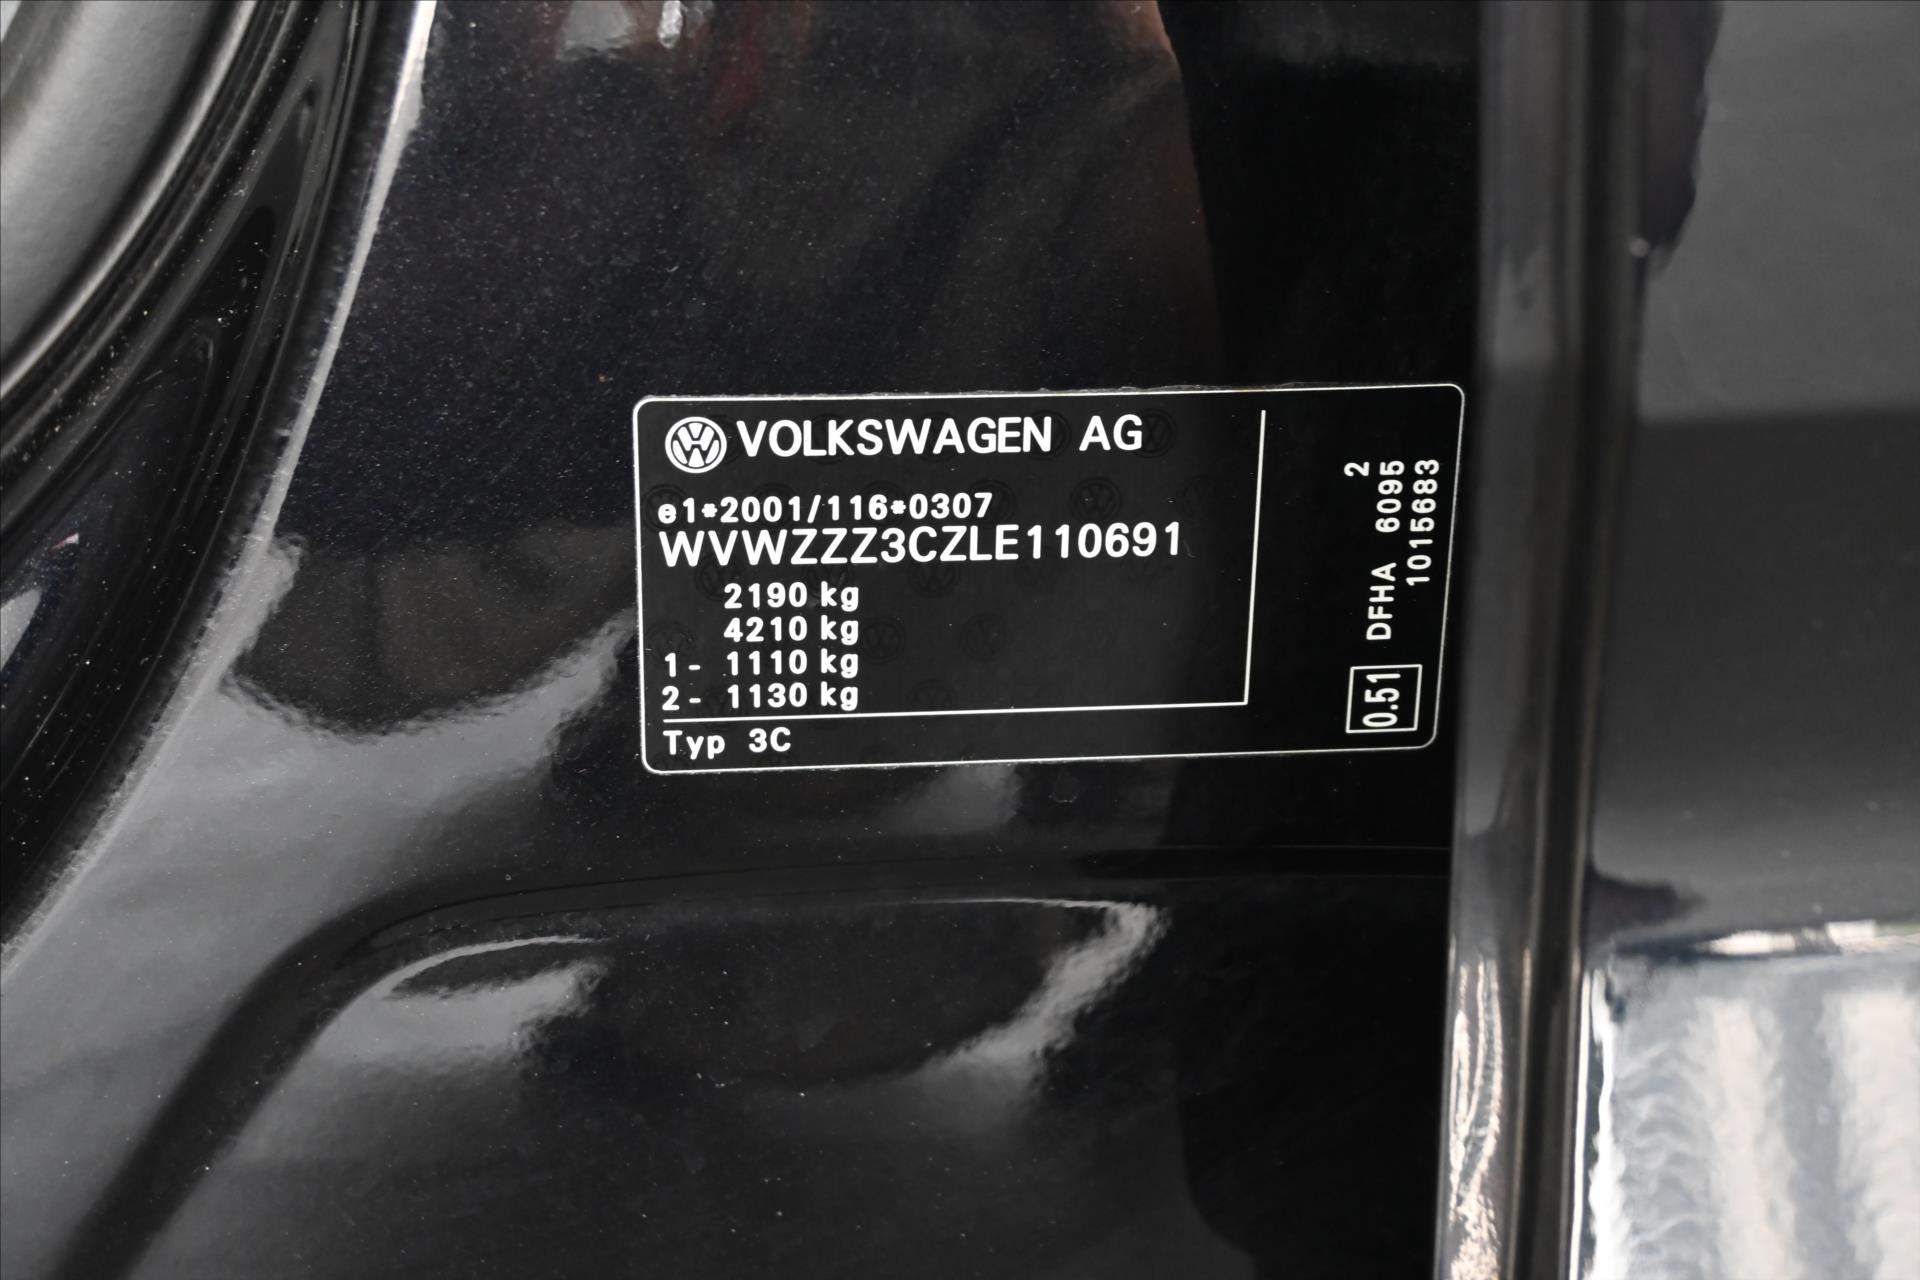 VOLKSWAGEN AG
e1*2001/116*0307
WVWZZZ3CZLE110691
2190 kg
4210 kg
1- 1110 kg
2- 1130 kg
Typ 3C
0.51 DFHA 6095 2
1015683